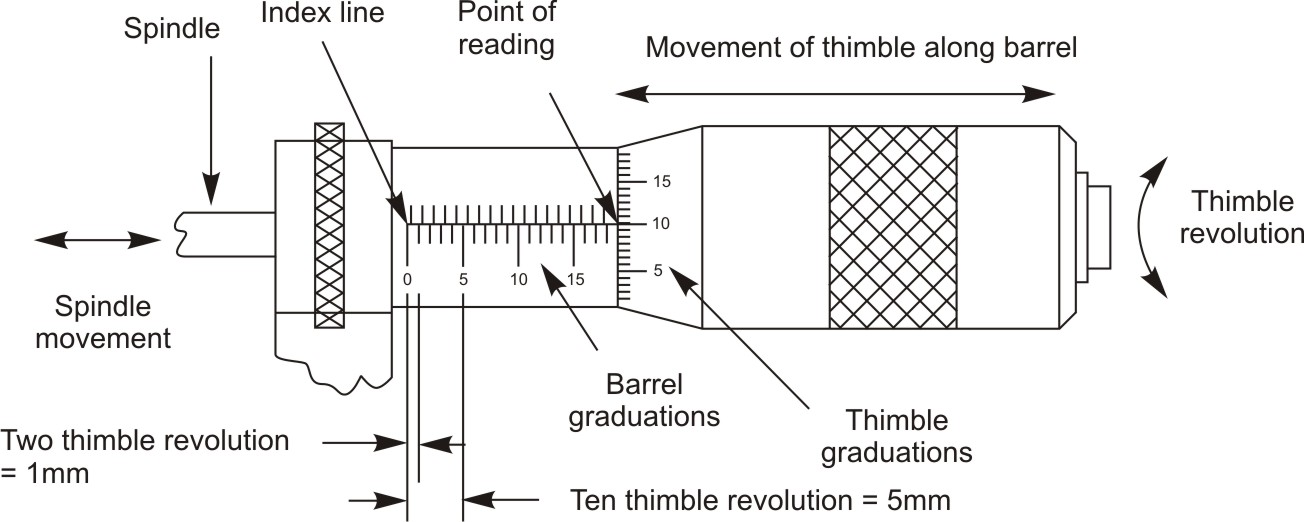 Index line
Point of
reading
Spindle
Movement of thimble along barrel
15
10
5
0 5 10 15
Thimble
revolution
Spindle
movement
Barrel
graduations
Thimble
graduations
Two thimble revolution
= 1mm
Ten thimble revolution = 5mm